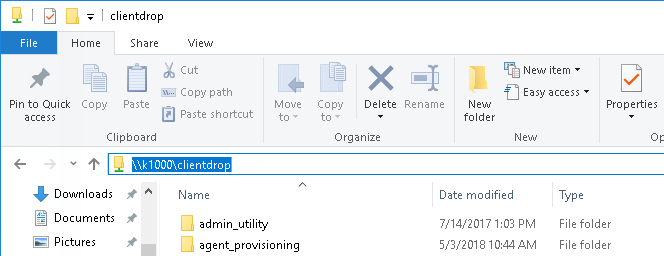 clientdrop
File Home Share View
Pin to Quick access
Copy
Paste
Cut
Copy path
Paste shortcut
Clipboard
Move to
Copy to
Delete
Rename
Organize
New folder
New item
Easy access
New
Properties
Op
\\k1000\clientdrop
Downloads
Documents
Pictures
Name Date modified Type
admin_utility 7/14/2017 1:03 PM File folder
agent_provisioning 5/3/2018 10:44 AM File folder